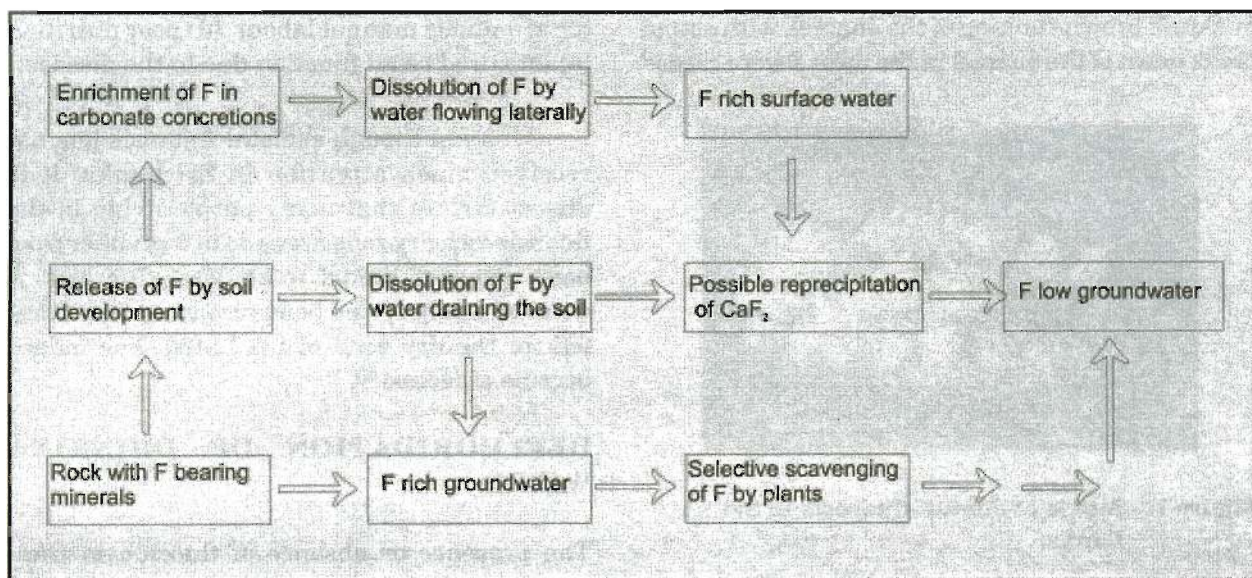 Enrichment of F in
carbonate concretions
Dissolution of F by
water flowing laterally
F rich surface water
Release of F by soil
development
Dissolution of F by
water draining the soil
Possible reprecipitation
of CaF₂
F low groundwater
Rock with F bearing
minerals
F rich groundwater
Selective scavenging
of F by plants